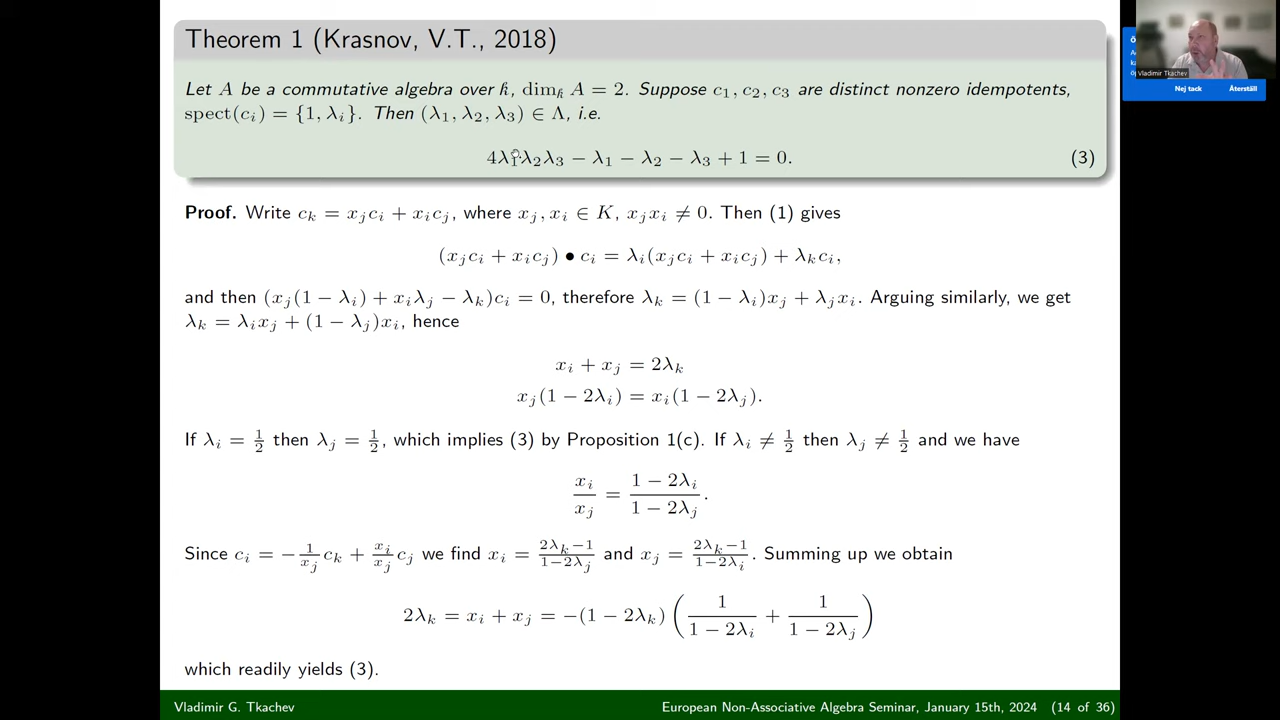 Theorem 1 (Krasnov, V.T., 2018)
Let A be a commutative algebra over 𝕜, dim𝕜 A = 2. Suppose c₁, c₂, c₃ are distinct nonzero idempotents,
spect(cᵢ) = {1, λᵢ}. Then (λ₁, λ₂, λ₃) ∈ Λ, i.e.
4λ₁λ₂λ₃ − λ₁ − λ₂ − λ₃ + 1 = 0. (3)
Proof. Write cₖ = xⱼcᵢ + xᵢcⱼ, where xⱼ, xᵢ ∈ K, xⱼxᵢ ≠ 0. Then (1) gives
(xⱼcᵢ + xᵢcⱼ) • cᵢ = λᵢ(xⱼcᵢ + xᵢcⱼ) + λₖcᵢ,
and then (xⱼ(1 − λᵢ) + xᵢλⱼ − λₖ)cᵢ = 0, therefore λₖ = (1 − λᵢ)xⱼ + λⱼxᵢ. Arguing similarly, we get
λₖ = λᵢxⱼ + (1 − λⱼ)xᵢ, hence
xᵢ + xⱼ = 2λₖ
xⱼ(1 − 2λᵢ) = xᵢ(1 − 2λⱼ).
If λᵢ = 1/2 then λⱼ = 1/2, which implies (3) by Proposition 1(c). If λᵢ ≠ 1/2 then λⱼ ≠ 1/2 and we have
xᵢ/xⱼ = (1 − 2λᵢ)/(1 − 2λⱼ).
Since cᵢ = −1/xⱼ cₖ + xᵢ/xⱼ cⱼ we find xᵢ = (2λₖ−1)/(1−2λⱼ) and xⱼ = (2λₖ−1)/(1−2λᵢ). Summing up we obtain
2λₖ = xᵢ + xⱼ = −(1 − 2λₖ) (1/(1 − 2λᵢ) + 1/(1 − 2λⱼ))
which readily yields (3).
Vladimir G. Tkachev European Non-Associative Algebra Seminar, January 15th, 2024 (14 of 36)
Vladimir Tkachev
Nej tack Återställ